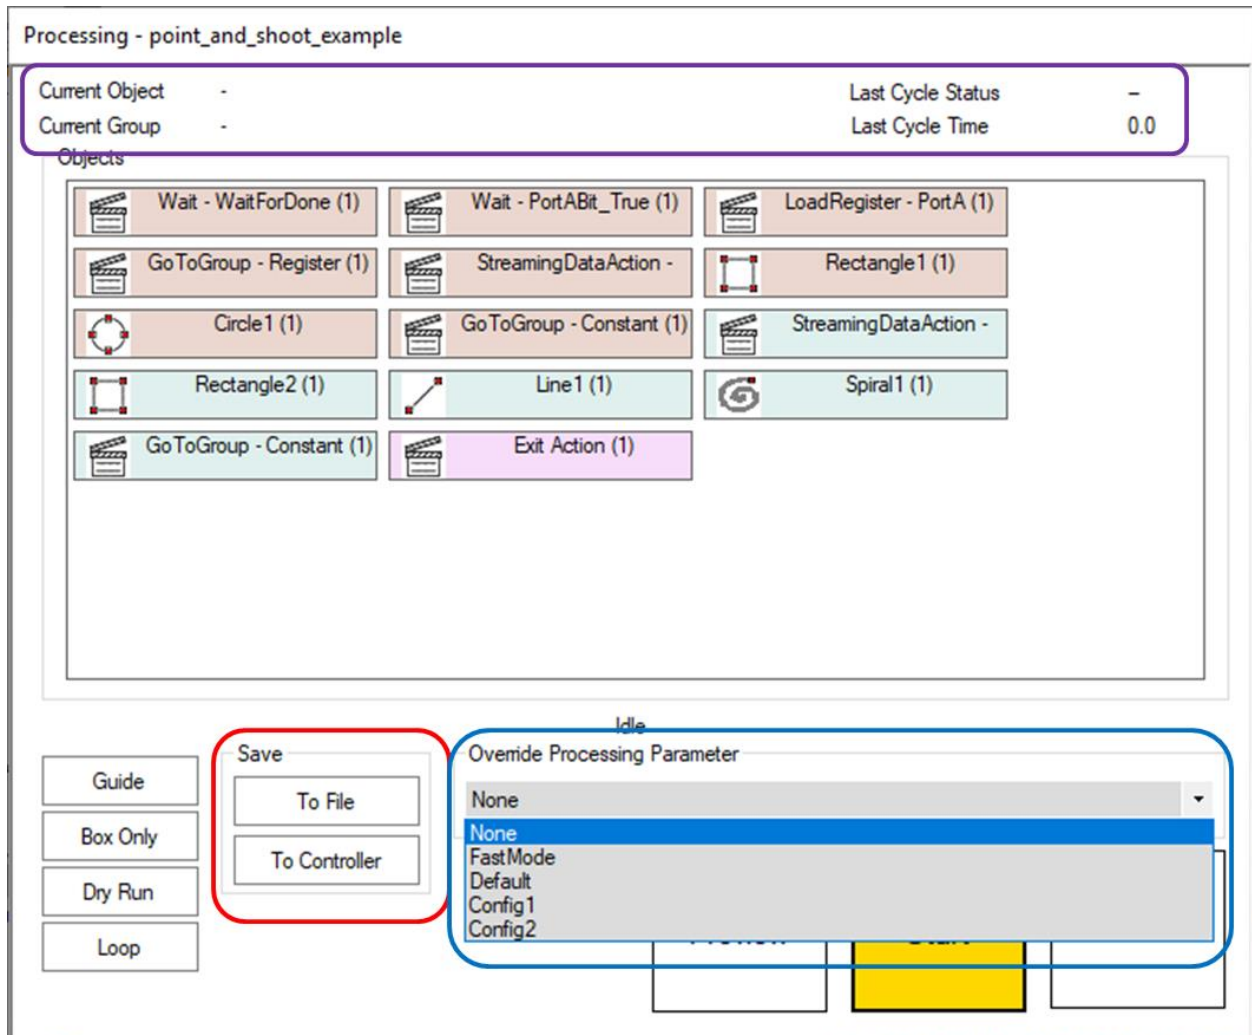 Processing - point_and_shoot_example
Current Object -
Last Cycle Status –
Current Group -
Last Cycle Time 0.0
Objects
Wait - WaitForDone (1)
Wait - PortABit_True (1)
LoadRegister - PortA (1)
GoToGroup - Register (1)
StreamingDataAction -
Rectangle1 (1)
Circle1 (1)
GoToGroup - Constant (1)
StreamingDataAction -
Rectangle2 (1)
Line1 (1)
Spiral1 (1)
GoToGroup - Constant (1)
Exit Action (1)
Idle
Guide
Box Only
Dry Run
Loop
Save
To File
To Controller
Override Processing Parameter
None
None
FastMode
Default
Config1
Config2